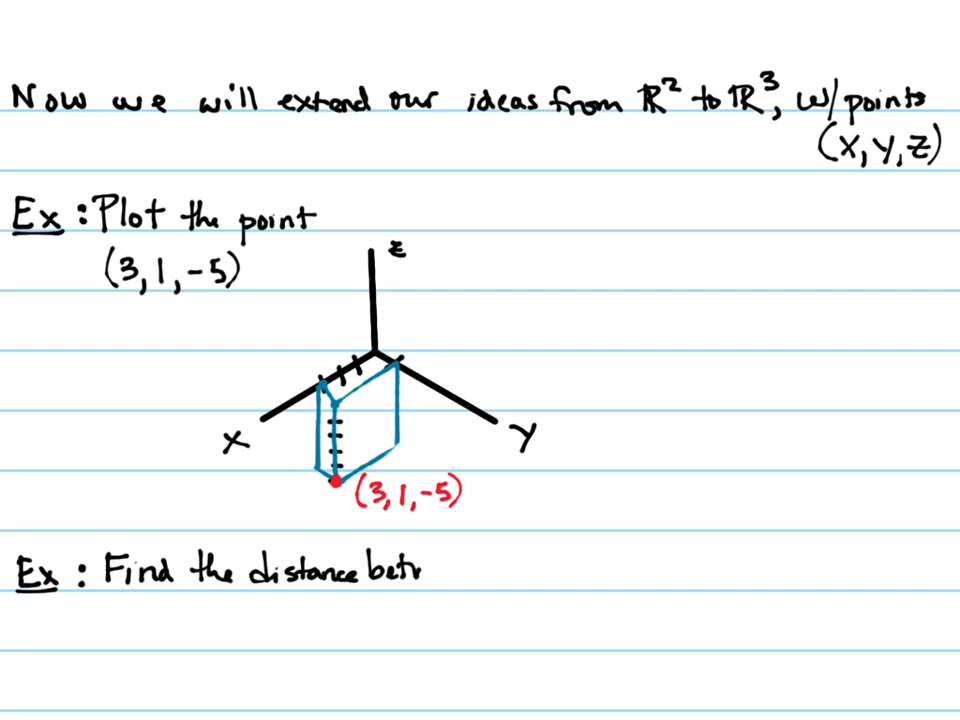 Now we will extend our ideas from ℝ² to ℝ³, w/ points
(x, y, z)
Ex : Plot the point
(3, 1, -5)
z
x
y
(3, 1, -5)
Ex : Find the distance betw